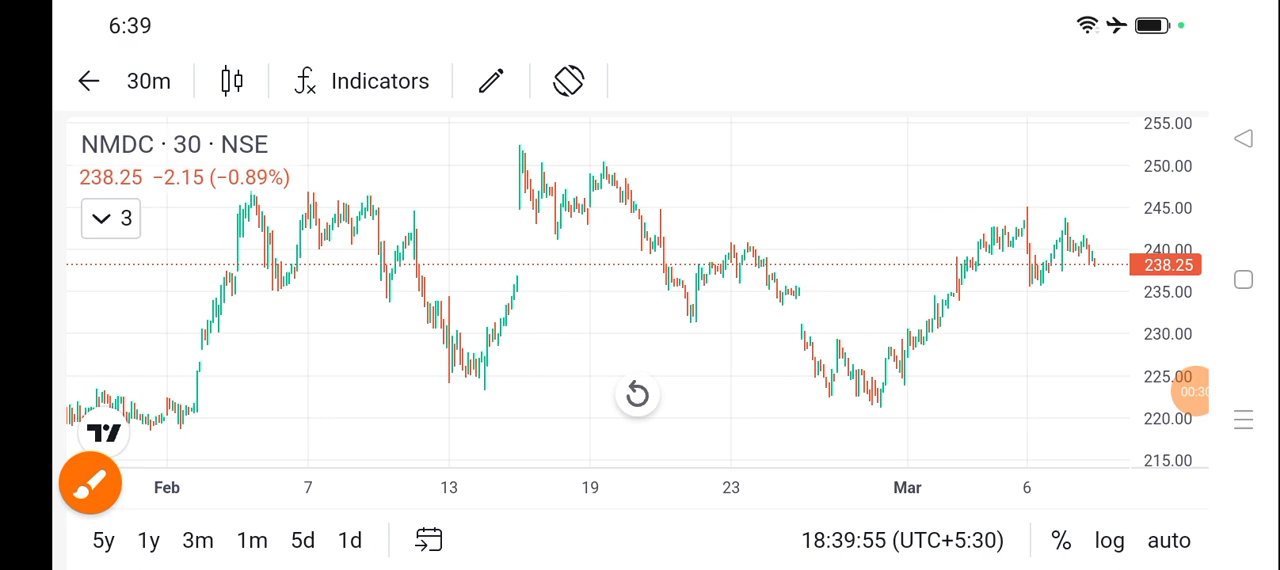 6:39
30m
Indicators
NMDC · 30 · NSE
238.25 −2.15 (−0.89%)
3
255.00
250.00
245.00
240.00
238.25
235.00
230.00
225.00
00:30
220.00
215.00
Feb 7 13 19 23 Mar 6
5y 1y 3m 1m 5d 1d 18:39:55 (UTC+5:30) % log auto